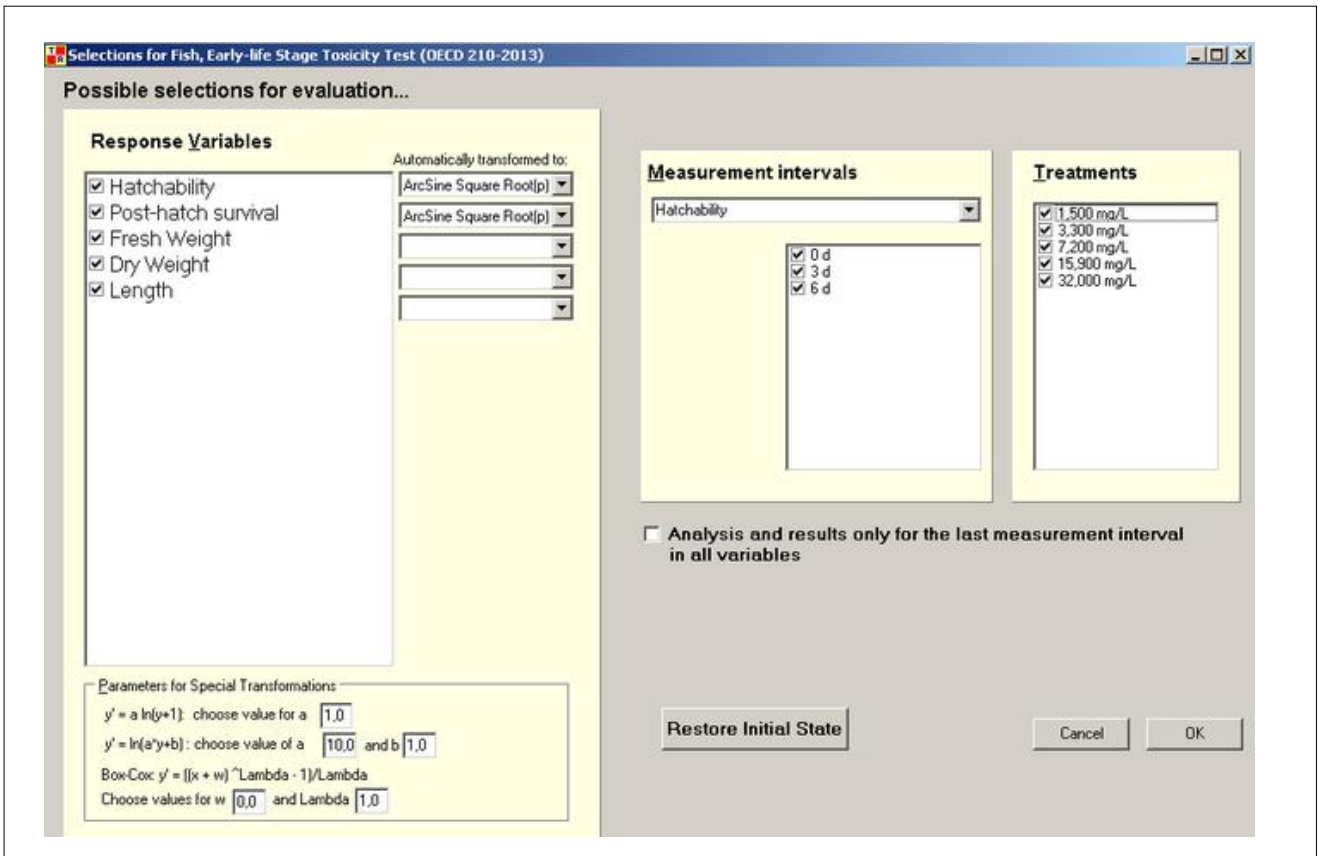 Selections for Fish, Early-life Stage Toxicity Test (OECD 210-2013)
Possible selections for evaluation...
Response Variables
Automatically transformed to:
Hatchability
ArcSine Square Root(p)
Post-hatch survival
ArcSine Square Root(p)
Fresh Weight
Dry Weight
Length
Parameters for Special Transformations
y' = a ln(y+1): choose value for a 1,0
y' = ln(a*y+b) : choose value of a 10,0 and b 1,0
Box-Cox: y' = ((x + w) ^Lambda - 1)/Lambda
Choose values for w 0,0 and Lambda 1,0
Measurement intervals
Hatchability
0 d
3 d
6 d
Treatments
1,500 mg/L
3,300 mg/L
7,200 mg/L
15,900 mg/L
32,000 mg/L
Analysis and results only for the last measurement interval
in all variables
Restore Initial State
Cancel
OK